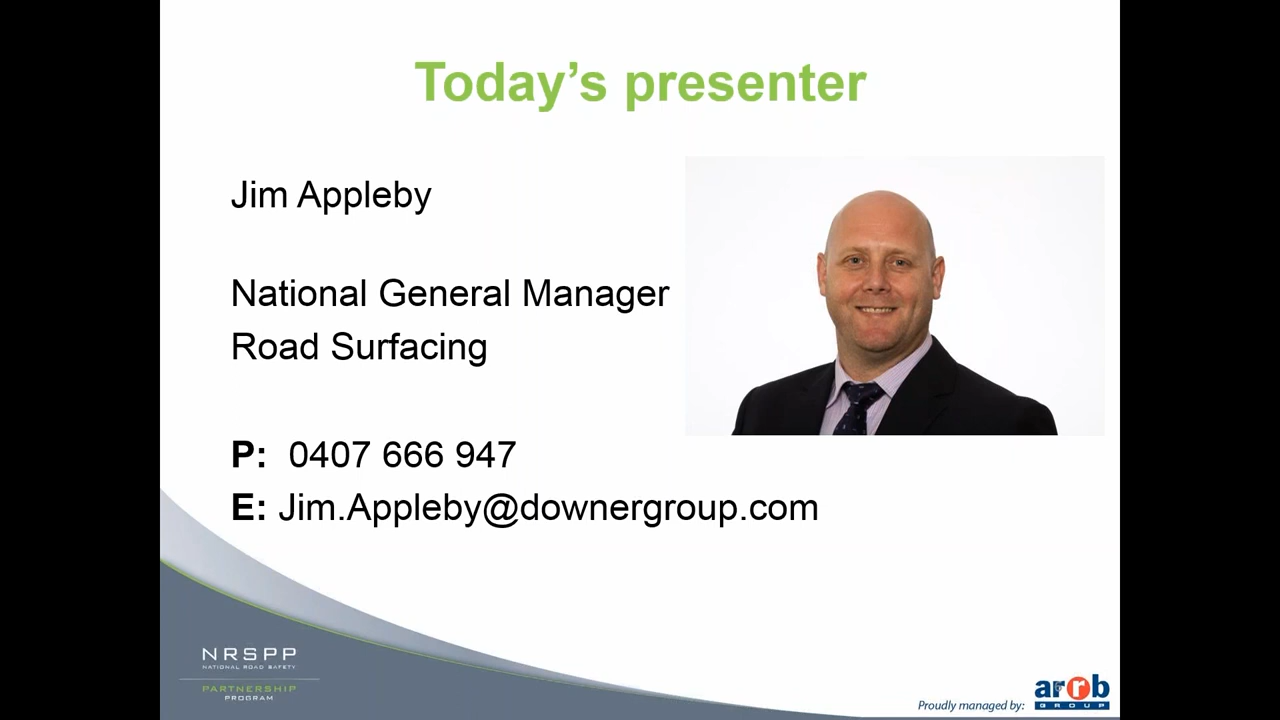 Today's presenter
Jim Appleby
National General Manager
Road Surfacing
P: 0407 666 947
E: Jim.Appleby@downergroup.com
NRSPP
NATIONAL ROAD SAFETY
PARTNERSHIP
PROGRAM
Proudly managed by:
arrb
GROUP